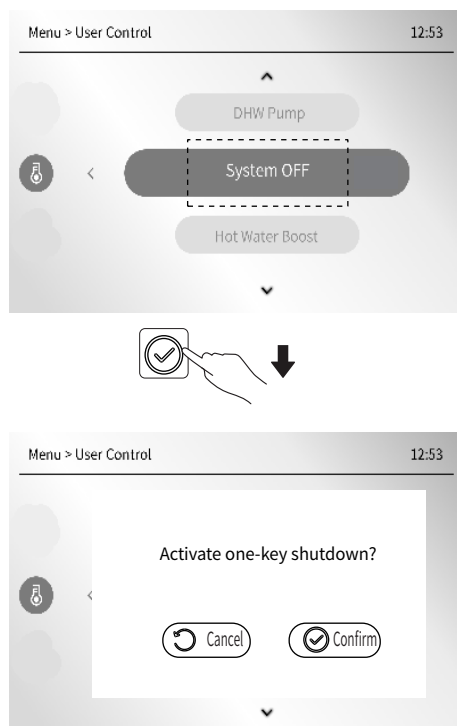 Menu > User Control 12:53
DHW Pump
System OFF
Hot Water Boost
Menu > User Control 12:53
Activate one-key shutdown?
Cancel Confirm